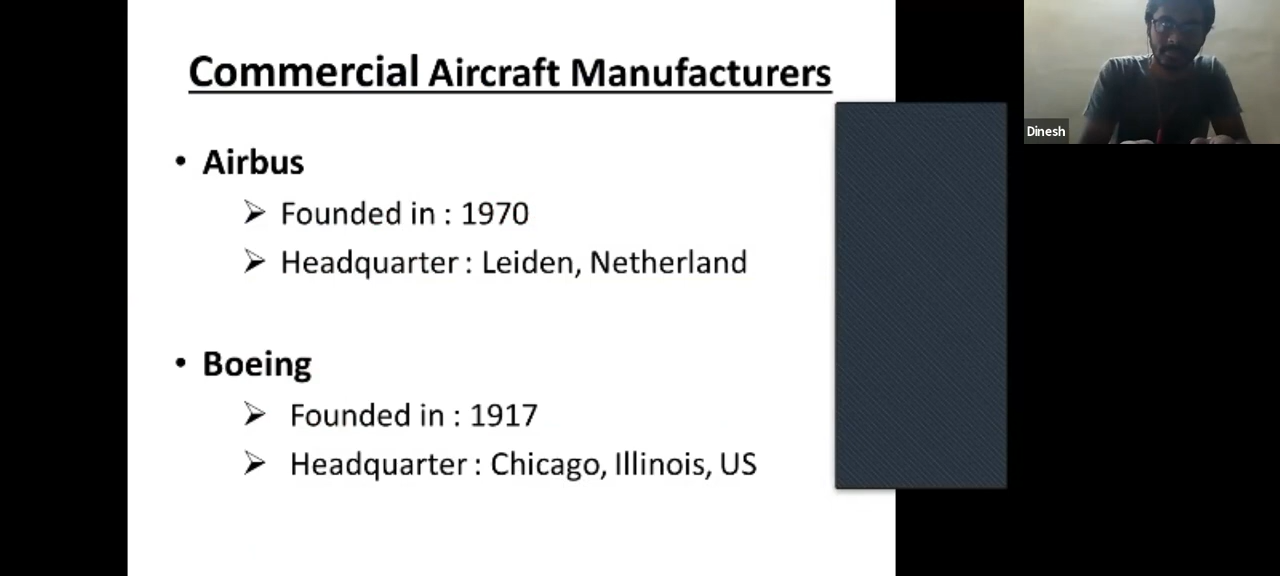 Commercial Aircraft Manufacturers
• Airbus
➢ Founded in : 1970
➢ Headquarter : Leiden, Netherland
• Boeing
➢ Founded in : 1917
➢ Headquarter : Chicago, Illinois, US
Dinesh